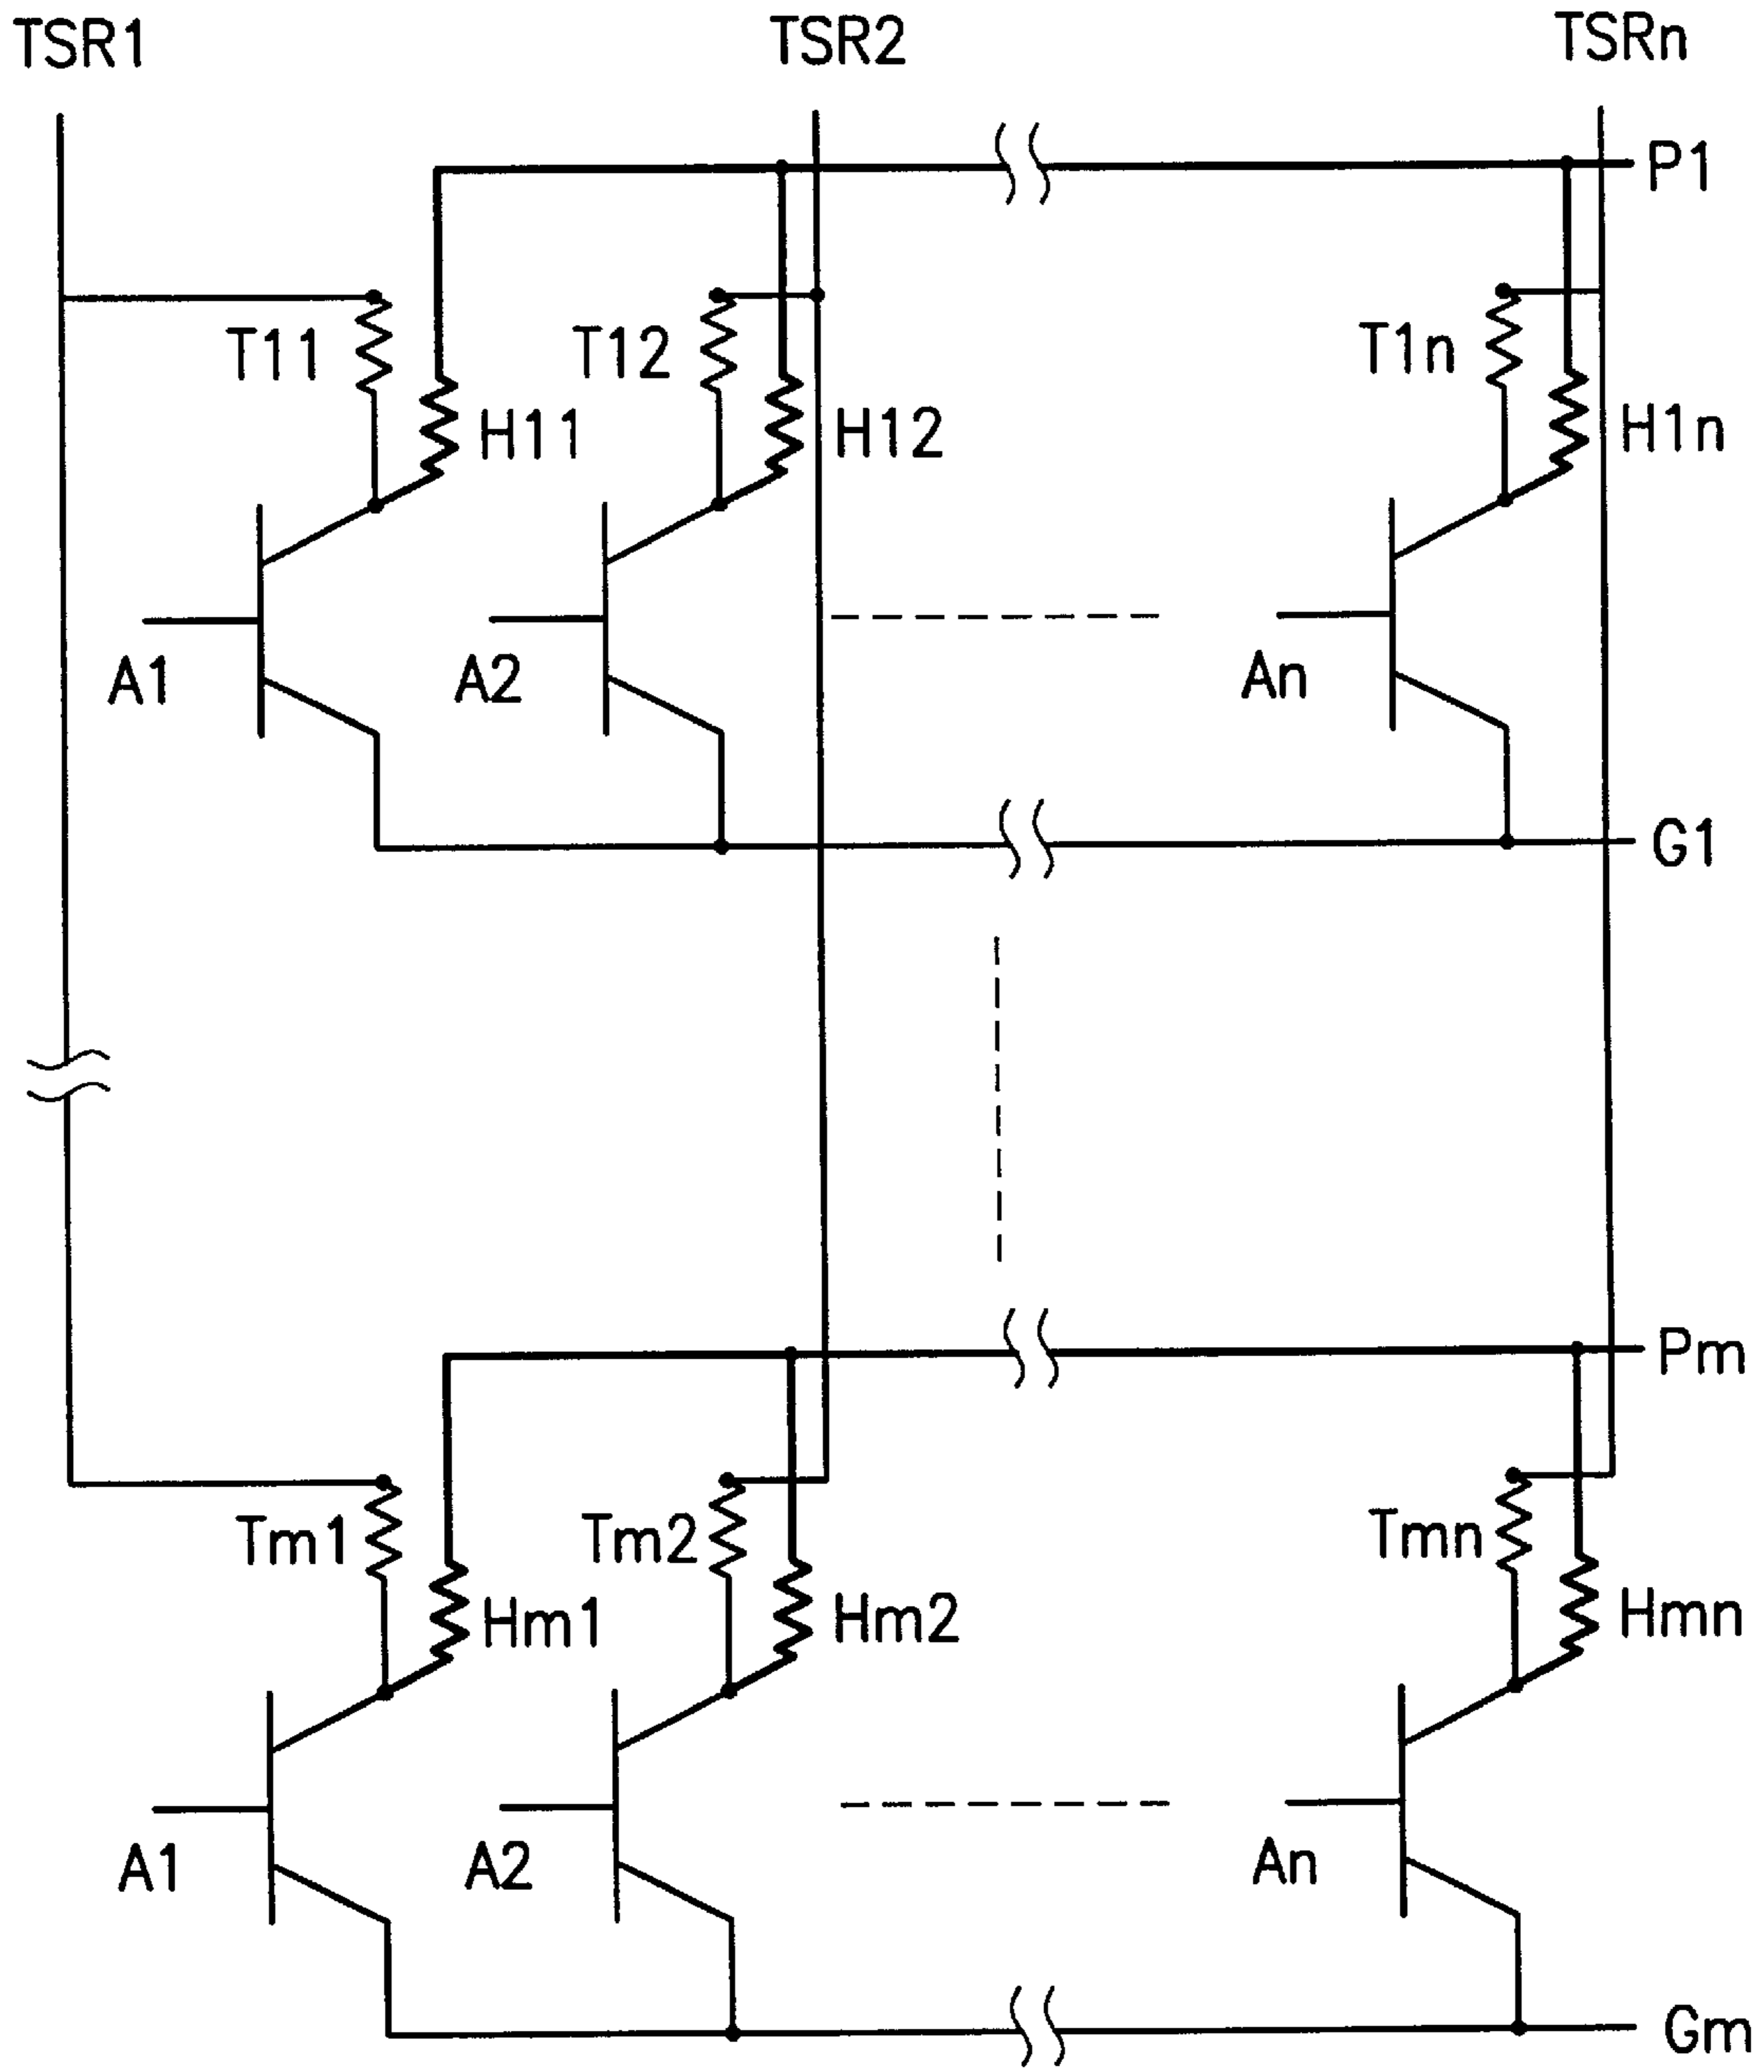 TSR1 TSR2 TSRn
P1
T11 T12 T1n
H11 H12 H1n
A1 A2 An
G1
Pm
Tm1 Tm2 Tmn
Hm1 Hm2 Hmn
A1 A2 An
Gm